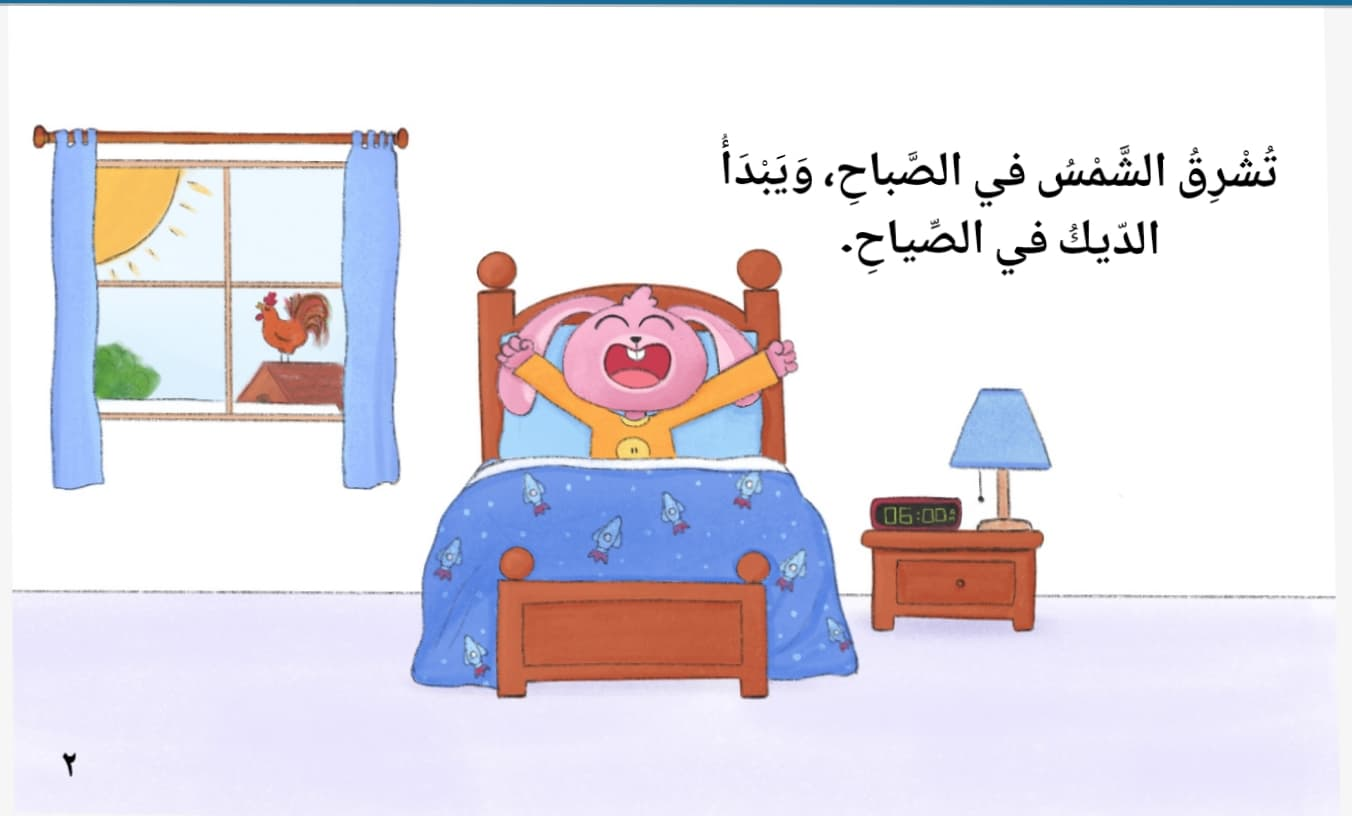 تُشْرِقُ الشَّمْسُ في الصَّباحِ، وَيَبْدَأُ
الدّيكُ في الصِّياحِ.
06:00
٢